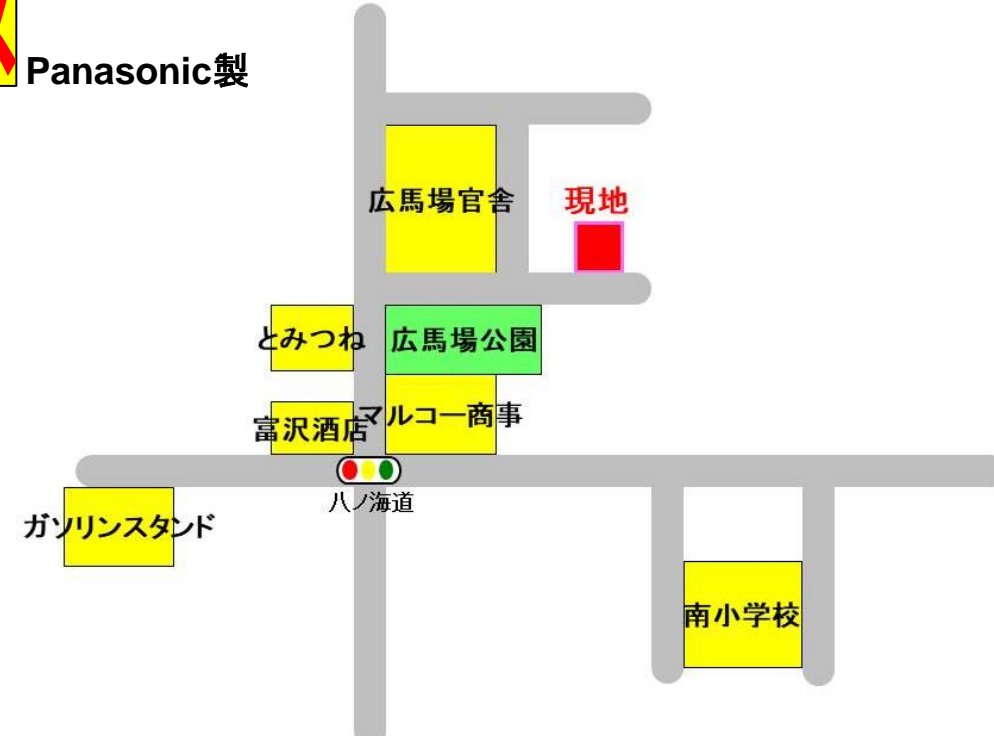 Panasonic製
広馬場官舎
現地
とみつね
広馬場公園
富沢酒店
マルコー商事
八ノ海道
ガソリンスタンド
南小学校